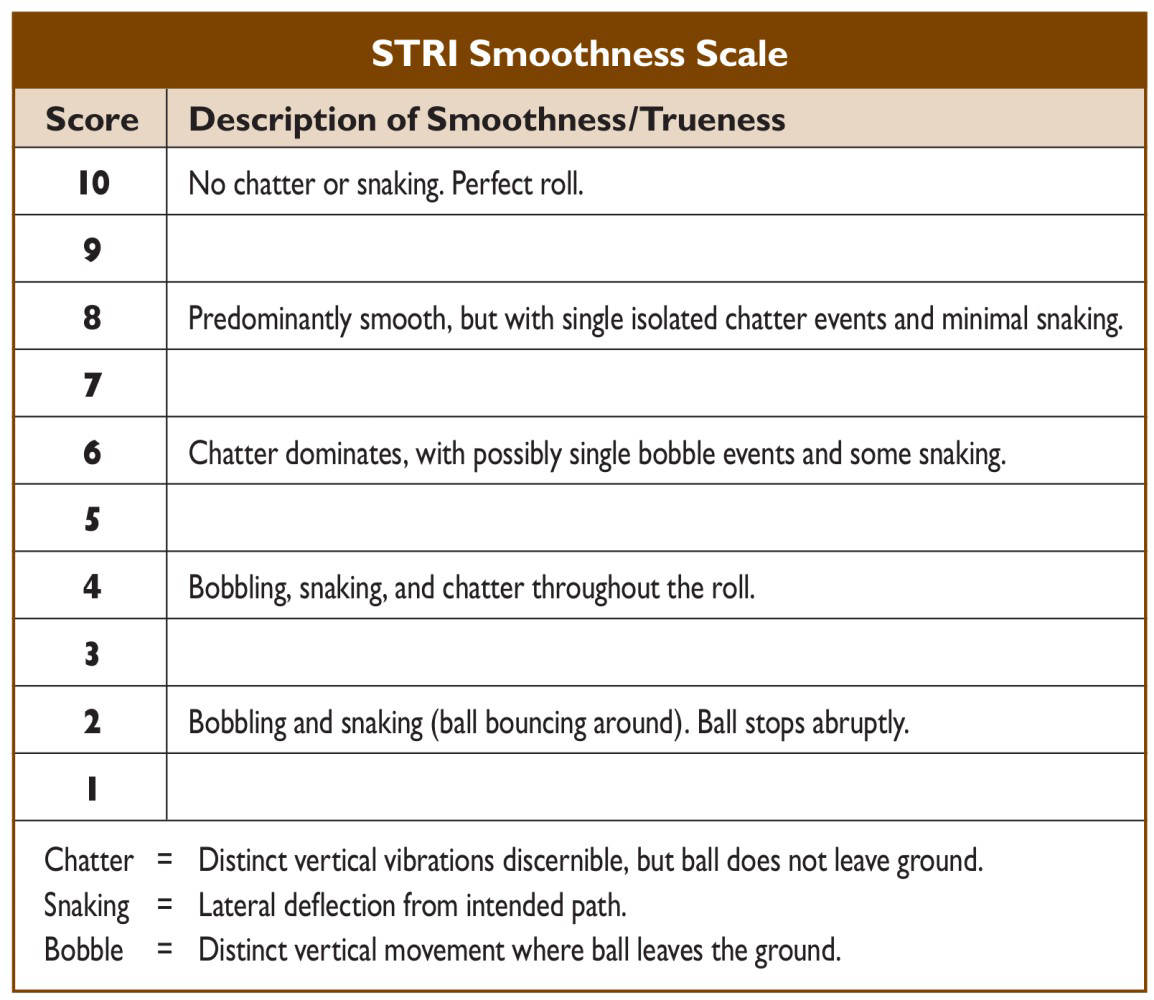 STRI Smoothness Scale
Score Description of Smoothness/Trueness
10 No chatter or snaking. Perfect roll.
9
8 Predominantly smooth, but with single isolated chatter events and minimal snaking.
7
6 Chatter dominates, with possibly single bobble events and some snaking.
5
4 Bobbling, snaking, and chatter throughout the roll.
3
2 Bobbling and snaking (ball bouncing around). Ball stops abruptly.
1
Chatter = Distinct vertical vibrations discernible, but ball does not leave ground.
Snaking = Lateral deflection from intended path.
Bobble = Distinct vertical movement where ball leaves the ground.